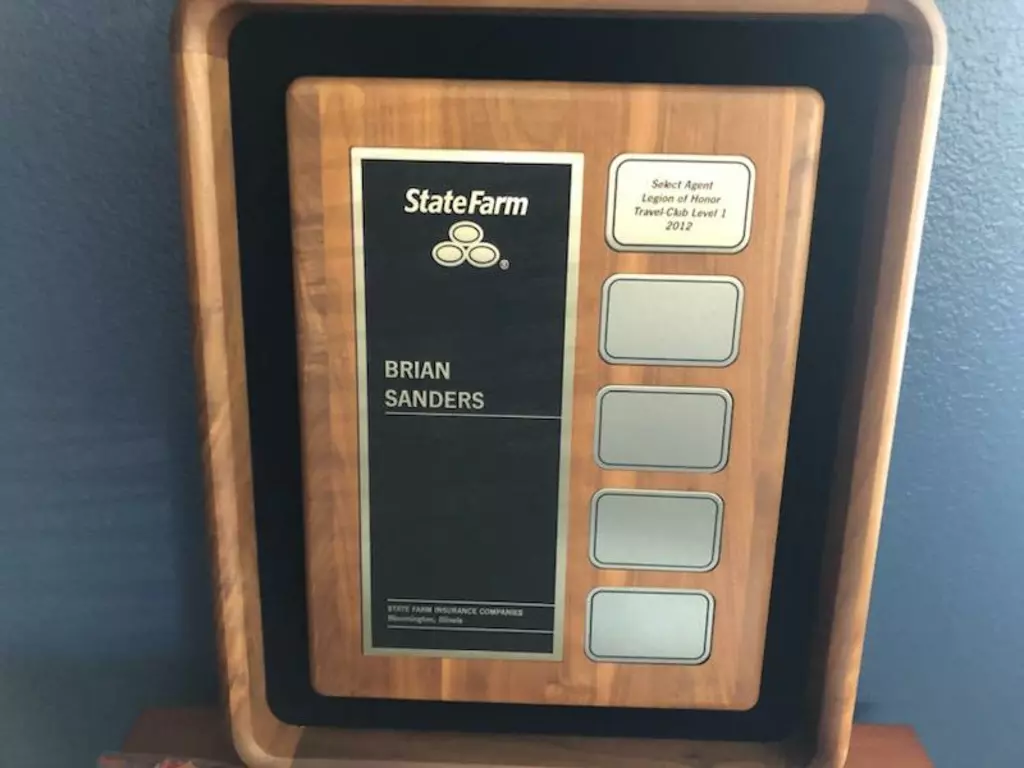 State Farm
®
BRIAN
SANDERS
STATE FARM INSURANCE COMPANIES
Bloomington, Illinois
Select Agent
Legion of Honor
Travel-Club Level 1
2012